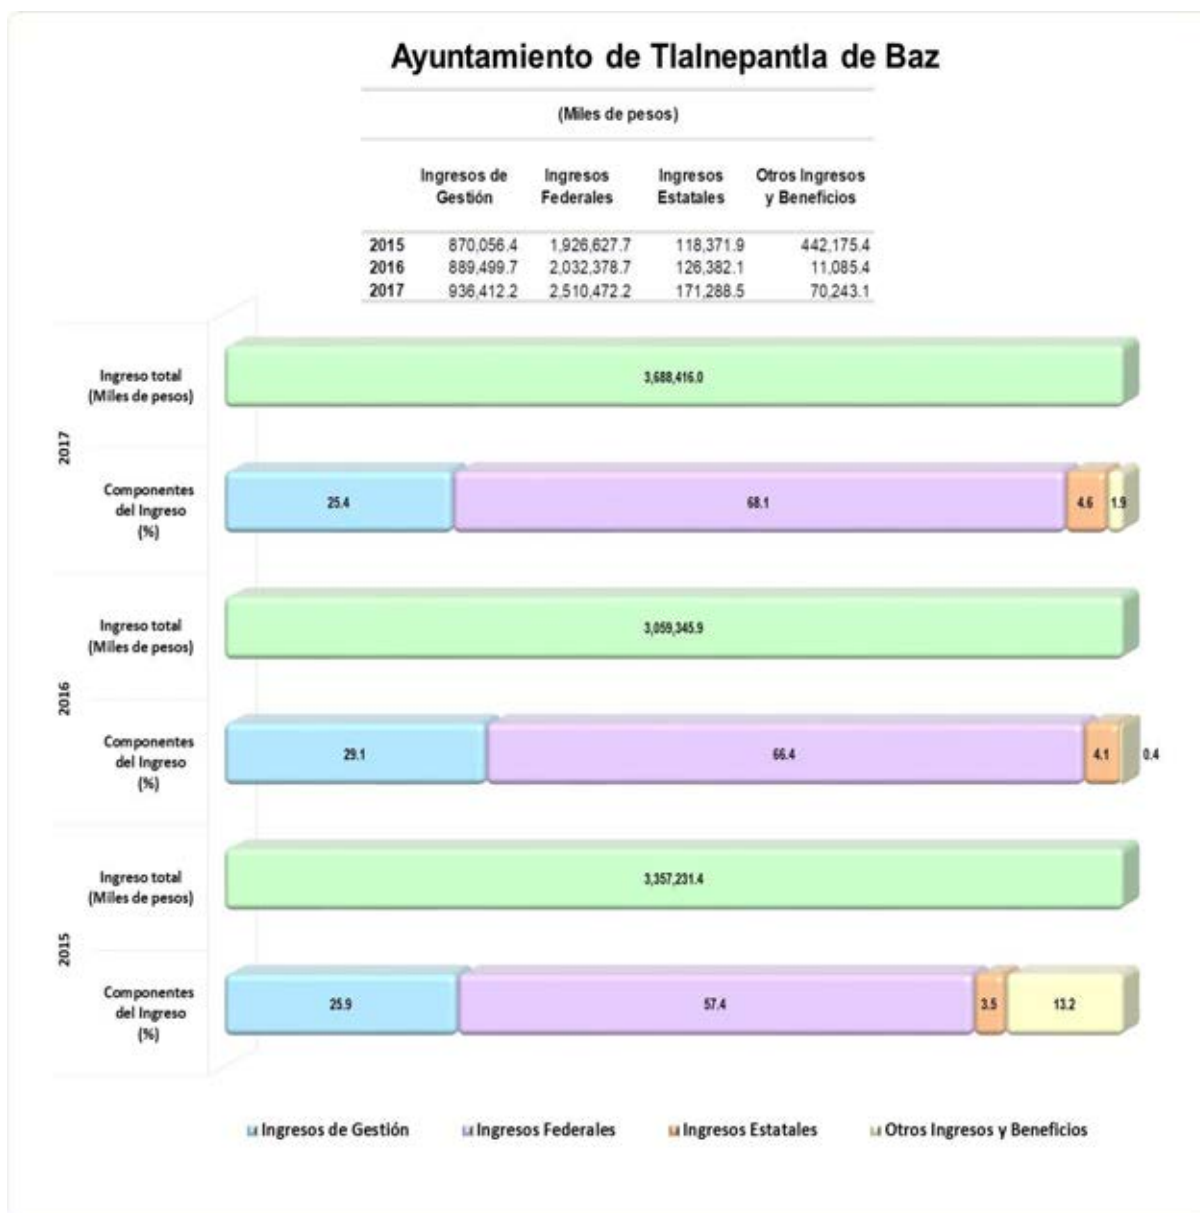 Ayuntamiento de Tlalnepantla de Baz
(Miles de pesos)
Ingresos de Gestión Ingresos Federales Ingresos Estatales Otros Ingresos y Beneficios
2015 870,056.4 1,926,627.7 118,371.9 442,175.4
2016 889,499.7 2,032,378.7 126,382.1 11,085.4
2017 936,412.2 2,510,472.2 171,288.5 70,243.1
2017
Ingreso total
(Miles de pesos)
3,688,416.0
Componentes
del Ingreso
(%)
25.4 68.1 4.6 1.9
2016
Ingreso total
(Miles de pesos)
3,059,345.9
Componentes
del Ingreso
(%)
29.1 66.4 4.1 0.4
2015
Ingreso total
(Miles de pesos)
3,357,231.4
Componentes
del Ingreso
(%)
25.9 57.4 3.5 13.2
Ingresos de Gestión Ingresos Federales Ingresos Estatales Otros Ingresos y Beneficios